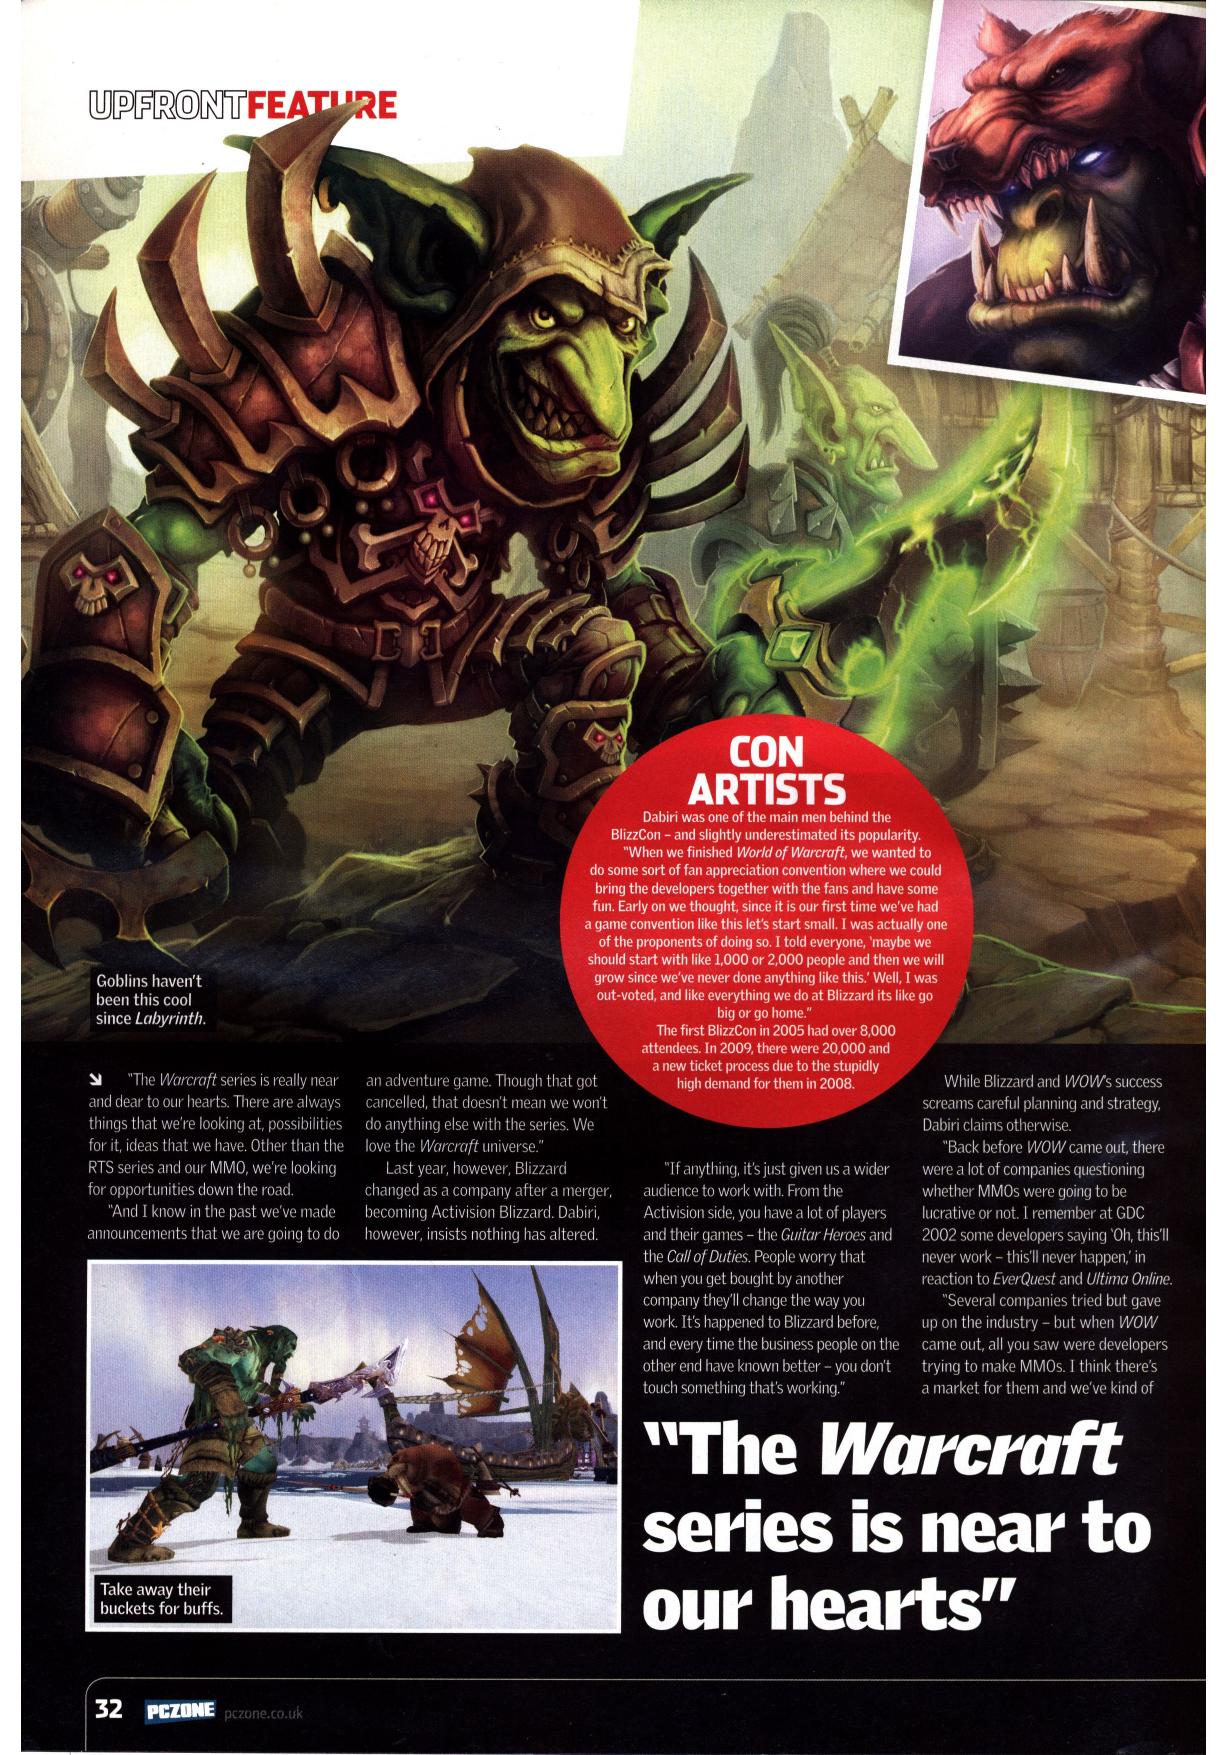 UPFRONTFEATURE
CON
ARTISTS
Dabiri was one of the main men behind the
BlizzCon – and slightly underestimated its popularity.
"When we finished World of Warcraft, we wanted to
do some sort of fan appreciation convention where we could
bring the developers together with the fans and have some
fun. Early on we thought, since it is our first time we've had
a game convention like this let's start small. I was actually one
of the proponents of doing so. I told everyone, 'maybe we
should start with like 1,000 or 2,000 people and then we will
grow since we've never done anything like this.' Well, I was
out-voted, and like everything we do at Blizzard its like go
big or go home."
The first BlizzCon in 2005 had over 8,000
attendees. In 2009, there were 20,000 and
a new ticket process due to the stupidly
high demand for them in 2008.
Goblins haven't
been this cool
since Labyrinth.
"The Warcraft series is really near
and dear to our hearts. There are always
things that we're looking at, possibilities
for it, ideas that we have. Other than the
RTS series and our MMO, we're looking
for opportunities down the road.
"And I know in the past we've made
announcements that we are going to do
an adventure game. Though that got
cancelled, that doesn't mean we won't
do anything else with the series. We
love the Warcraft universe."
Last year, however, Blizzard
changed as a company after a merger,
becoming Activision Blizzard. Dabiri,
however, insists nothing has altered.
"If anything, it's just given us a wider
audience to work with. From the
Activision side, you have a lot of players
and their games – the Guitar Heroes and
the Call of Duties. People worry that
when you get bought by another
company they'll change the way you
work. It's happened to Blizzard before,
and every time the business people on the
other end have known better – you don't
touch something that's working."
While Blizzard and WOW's success
screams careful planning and strategy,
Dabiri claims otherwise.
"Back before WOW came out, there
were a lot of companies questioning
whether MMOs were going to be
lucrative or not. I remember at GDC
2002 some developers saying 'Oh, this'll
never work – this'll never happen,' in
reaction to EverQuest and Ultima Online.
"Several companies tried but gave
up on the industry – but when WOW
came out, all you saw were developers
trying to make MMOs. I think there's
a market for them and we've kind of
"The Warcraft
series is near to
our hearts"
Take away their
buckets for buffs.
32 PCZONE pczone.co.uk